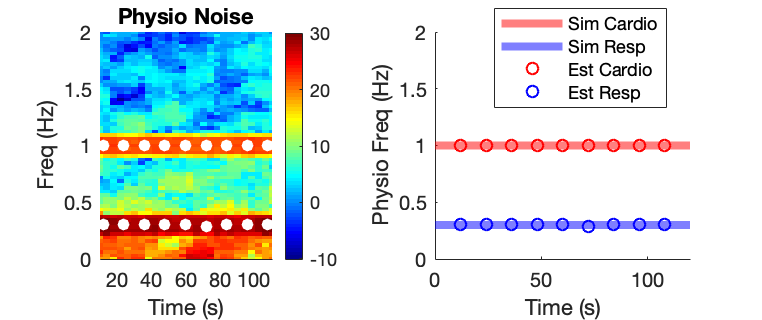 Physio Noise
Freq (Hz)
2
1.5
1
0.5
0
20 40 60 80 100
Time (s)
30
20
10
0
-10
Sim Cardio
Sim Resp
Est Cardio
Est Resp
Physio Freq (Hz)
2
1.5
1
0.5
0
0 50 100
Time (s)